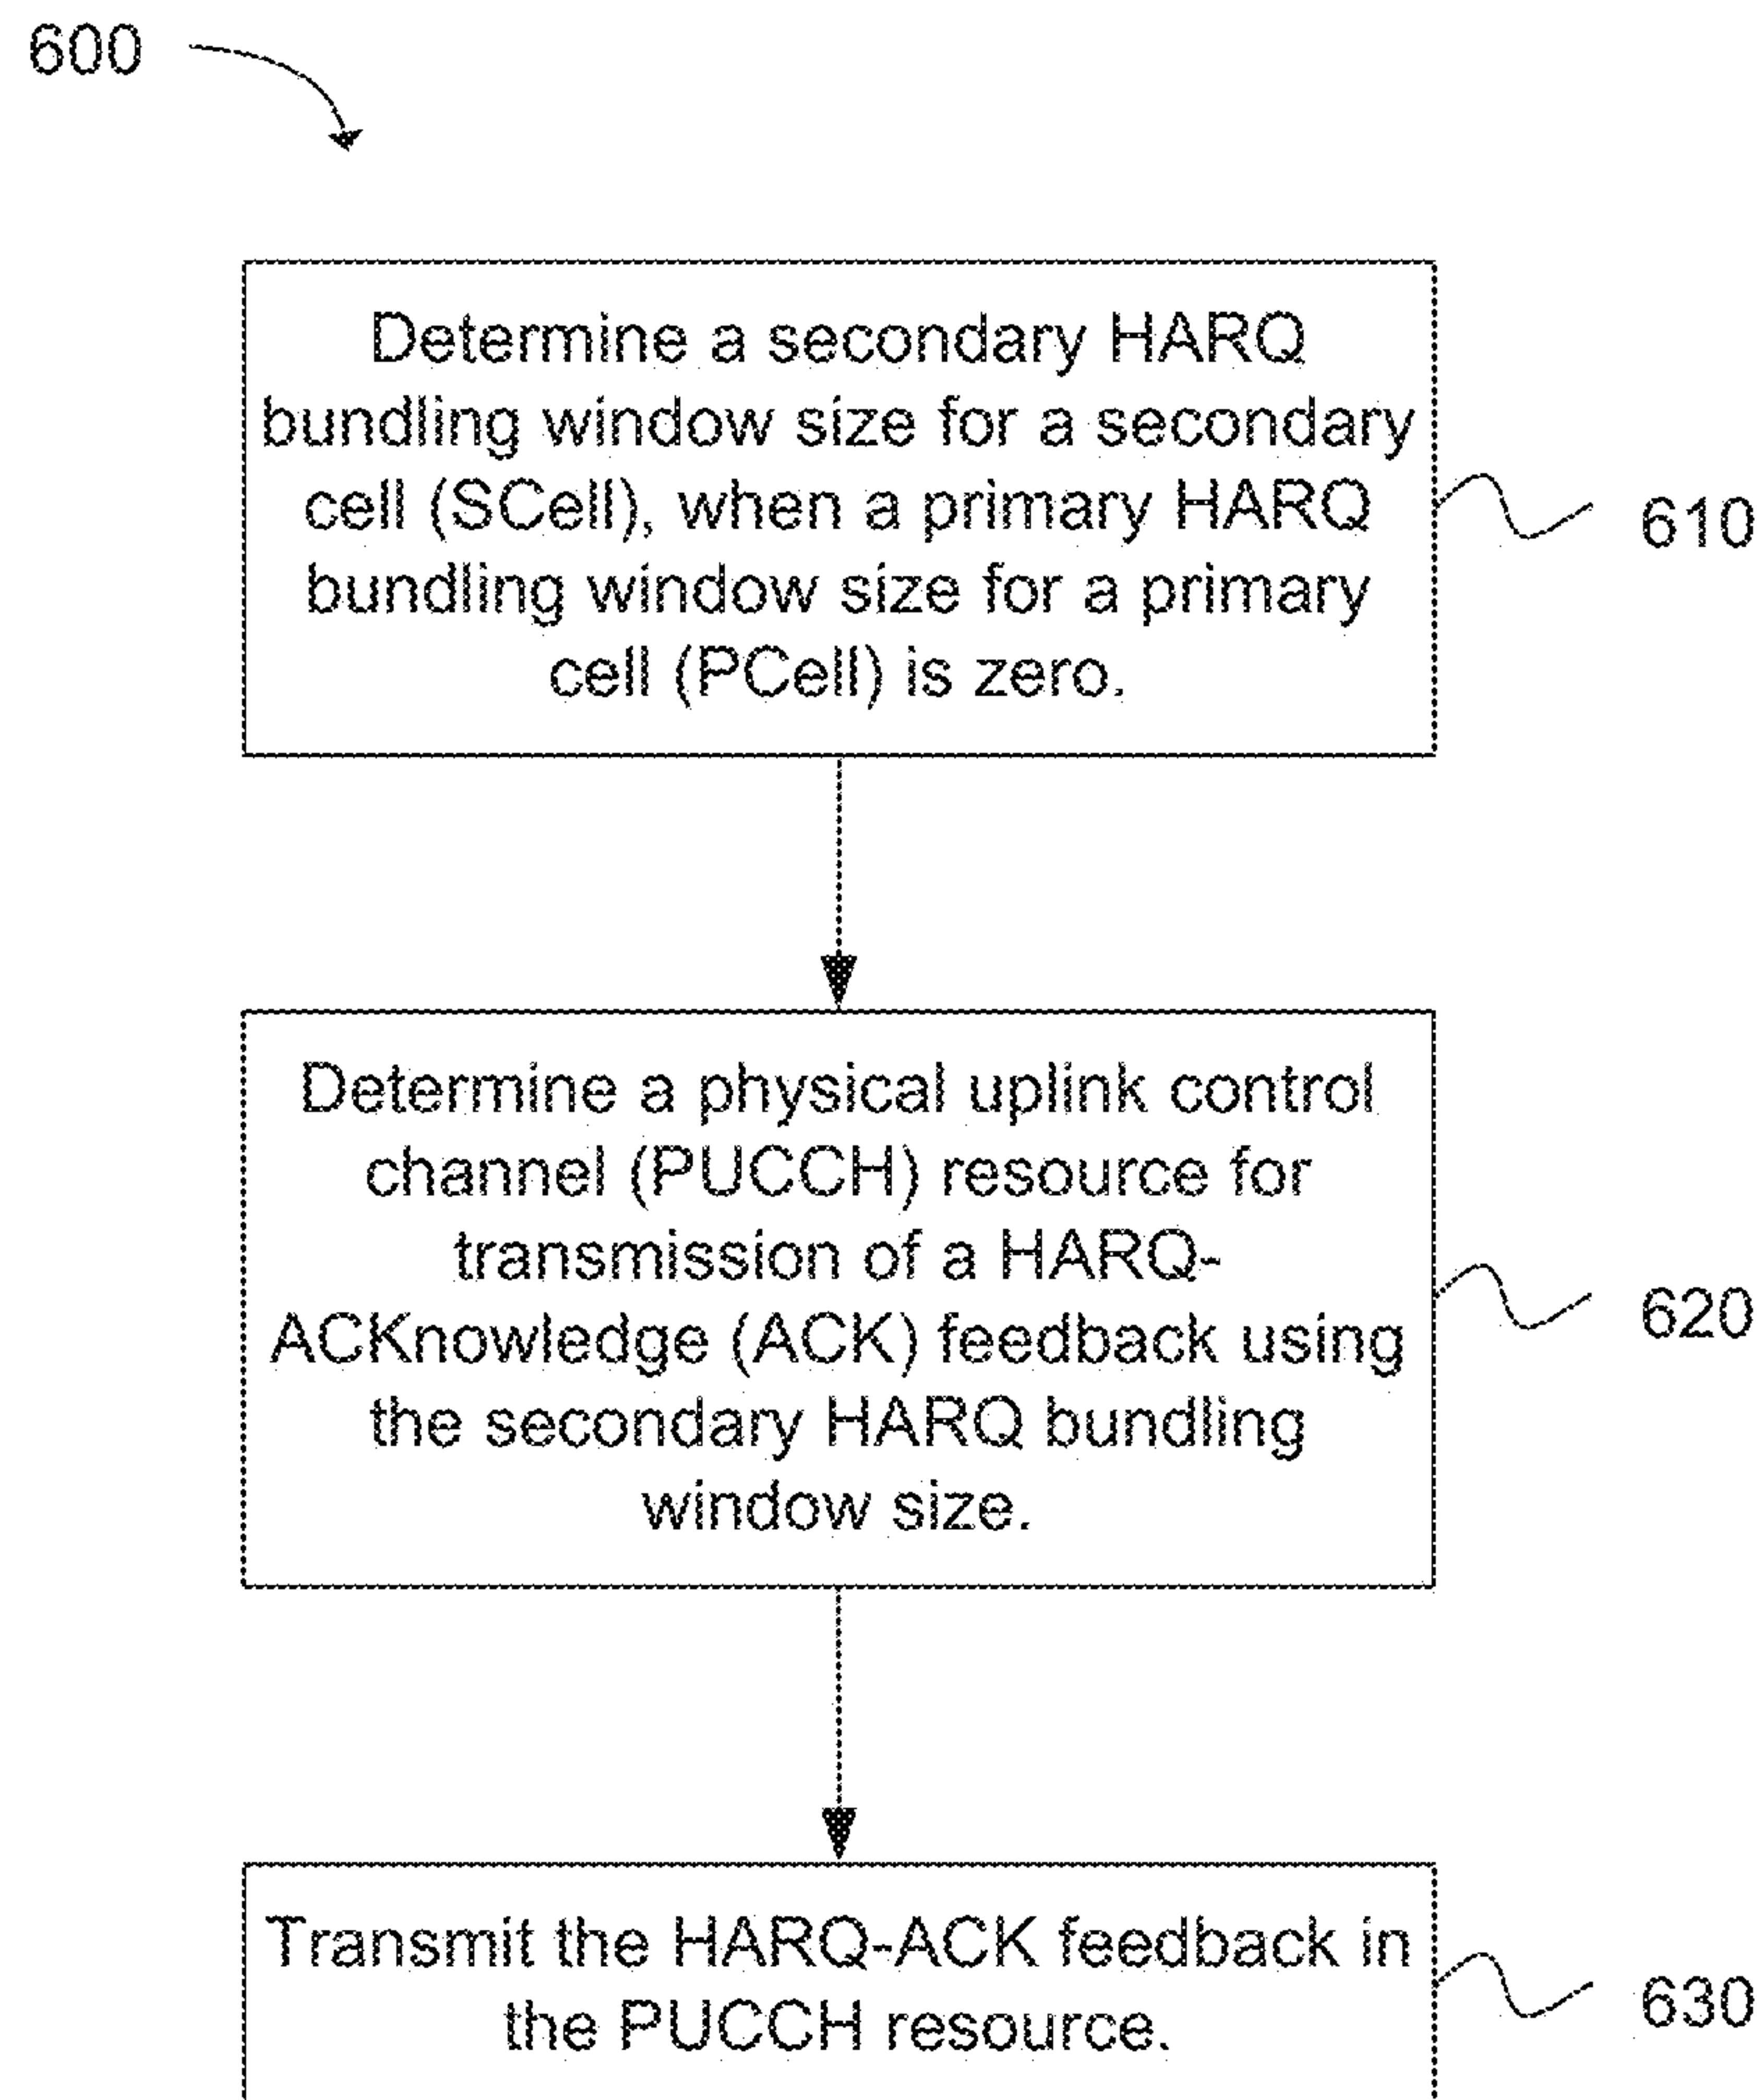 600
Determine a secondary HARQ
bundling window size for a secondary
cell (SCell), when a primary HARQ
bundling window size for a primary
cell (PCell) is zero.
610
Determine a physical uplink control
channel (PUCCH) resource for
transmission of a HARQ-
ACKnowledge (ACK) feedback using
the secondary HARQ bundling
window size.
620
Transmit the HARQ-ACK feedback in
the PUCCH resource.
630